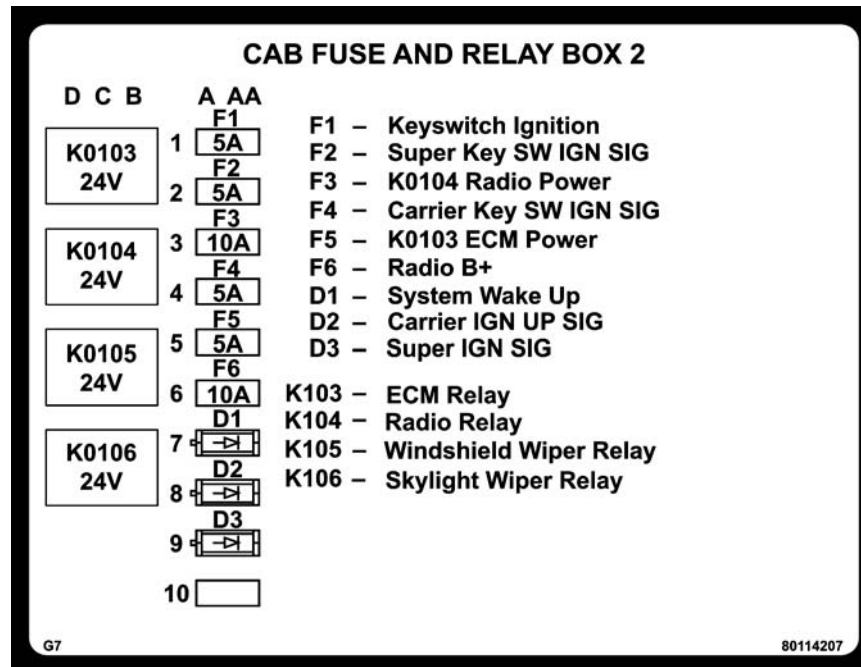 CAB FUSE AND RELAY BOX 2
D C B
A AA
K0103
24V
K0104
24V
K0105
24V
K0106
24V
F1
1 5A
F2
2 5A
F3
3 10A
F4
4 5A
F5
5 5A
F6
6 10A
D1
7
D2
8
D3
9
10
F1 – Keyswitch Ignition
F2 – Super Key SW IGN SIG
F3 – K0104 Radio Power
F4 – Carrier Key SW IGN SIG
F5 – K0103 ECM Power
F6 – Radio B+
D1 – System Wake Up
D2 – Carrier IGN UP SIG
D3 – Super IGN SIG
K103 – ECM Relay
K104 – Radio Relay
K105 – Windshield Wiper Relay
K106 – Skylight Wiper Relay
G7
80114207